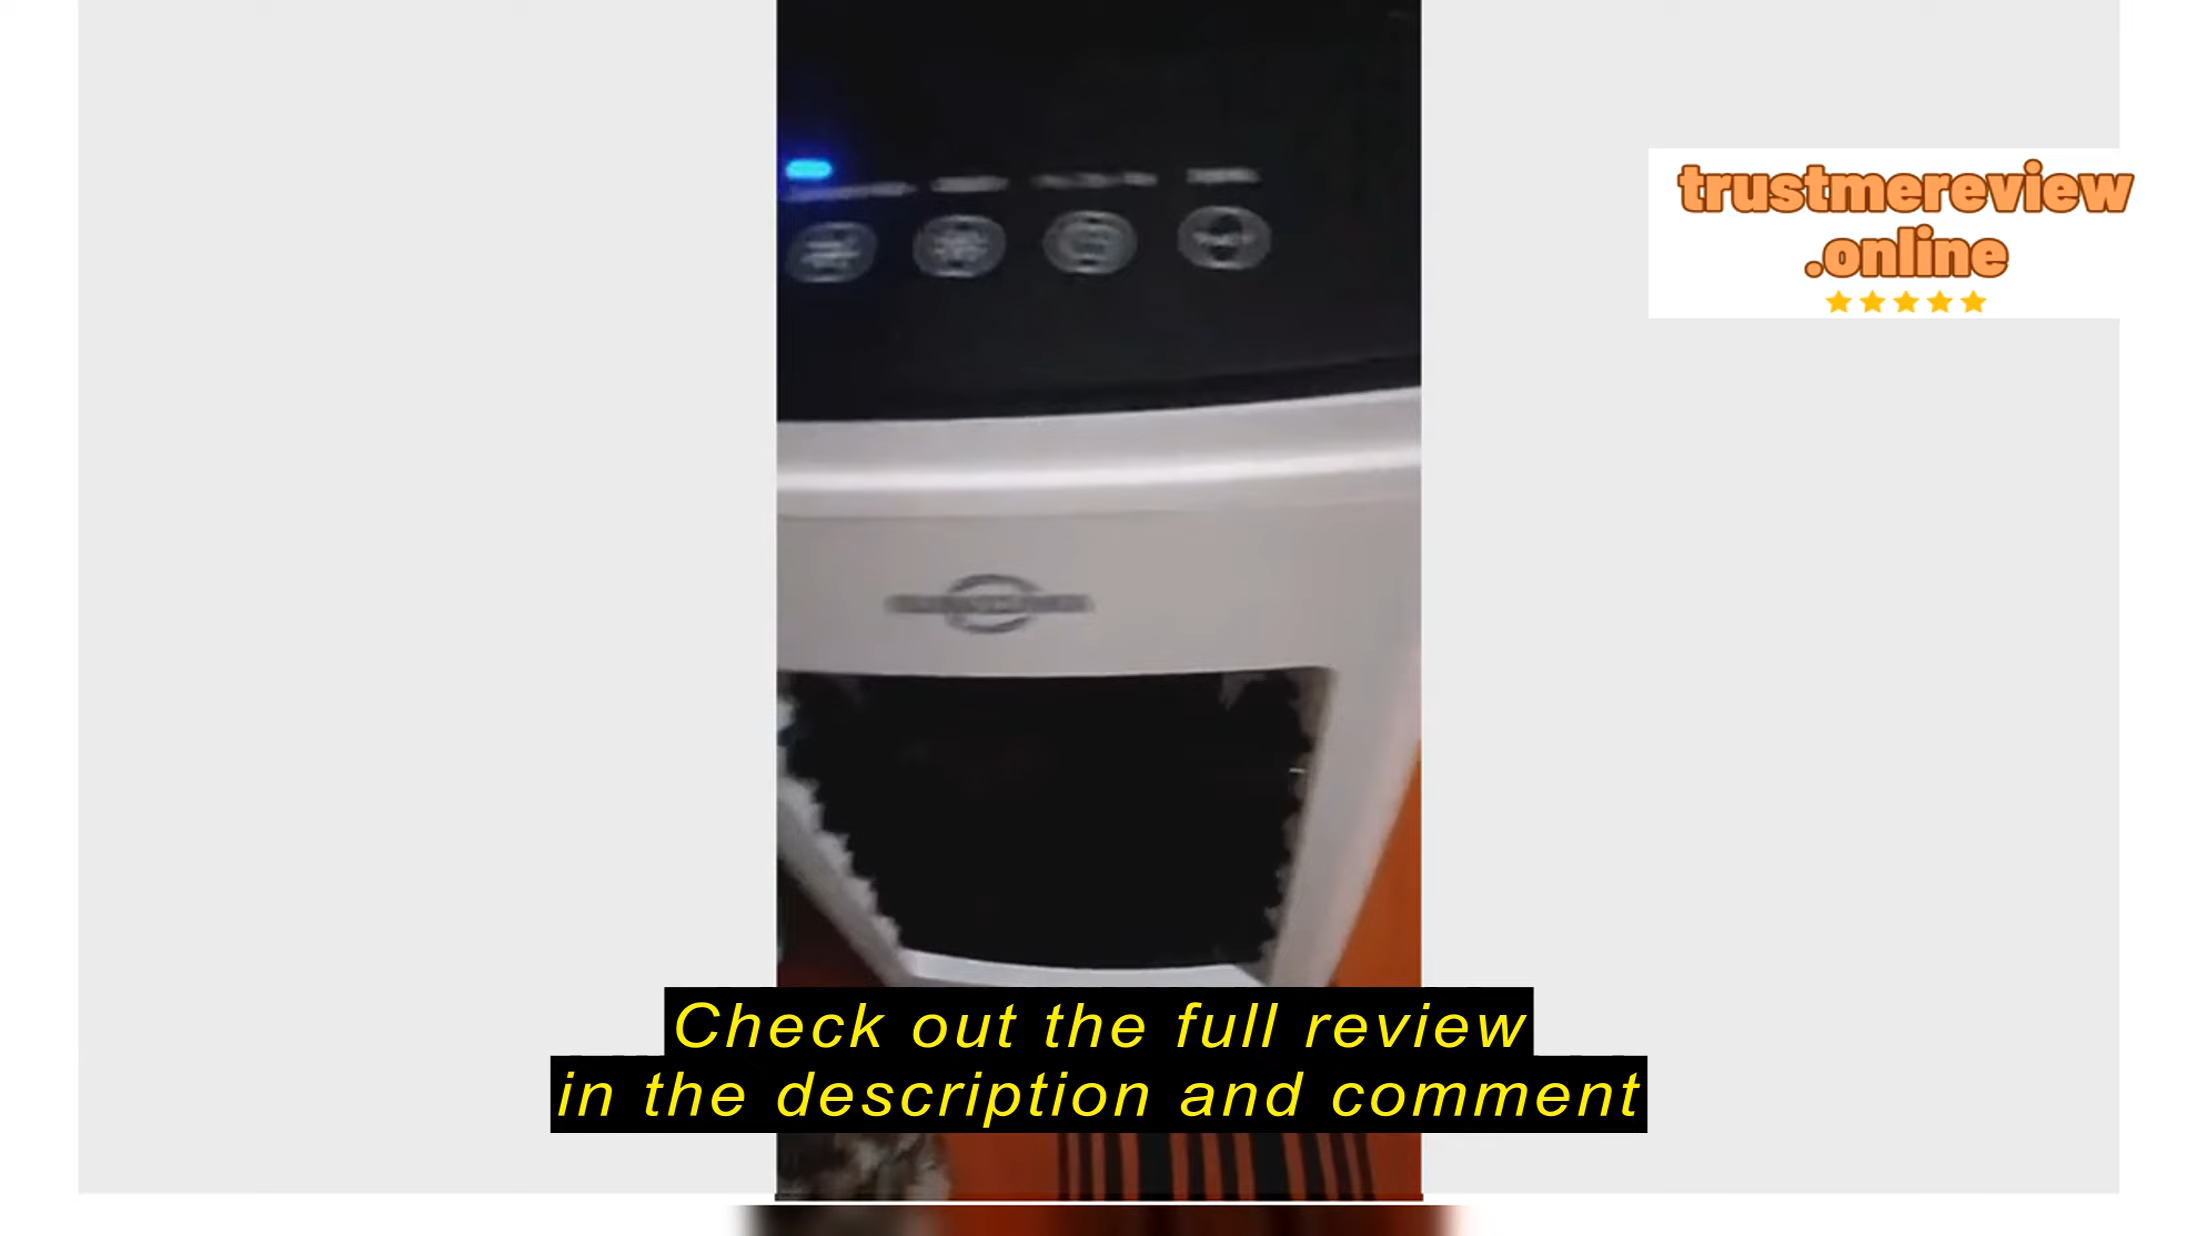 trustmereview
.online
Check out the full review
in the description and comment